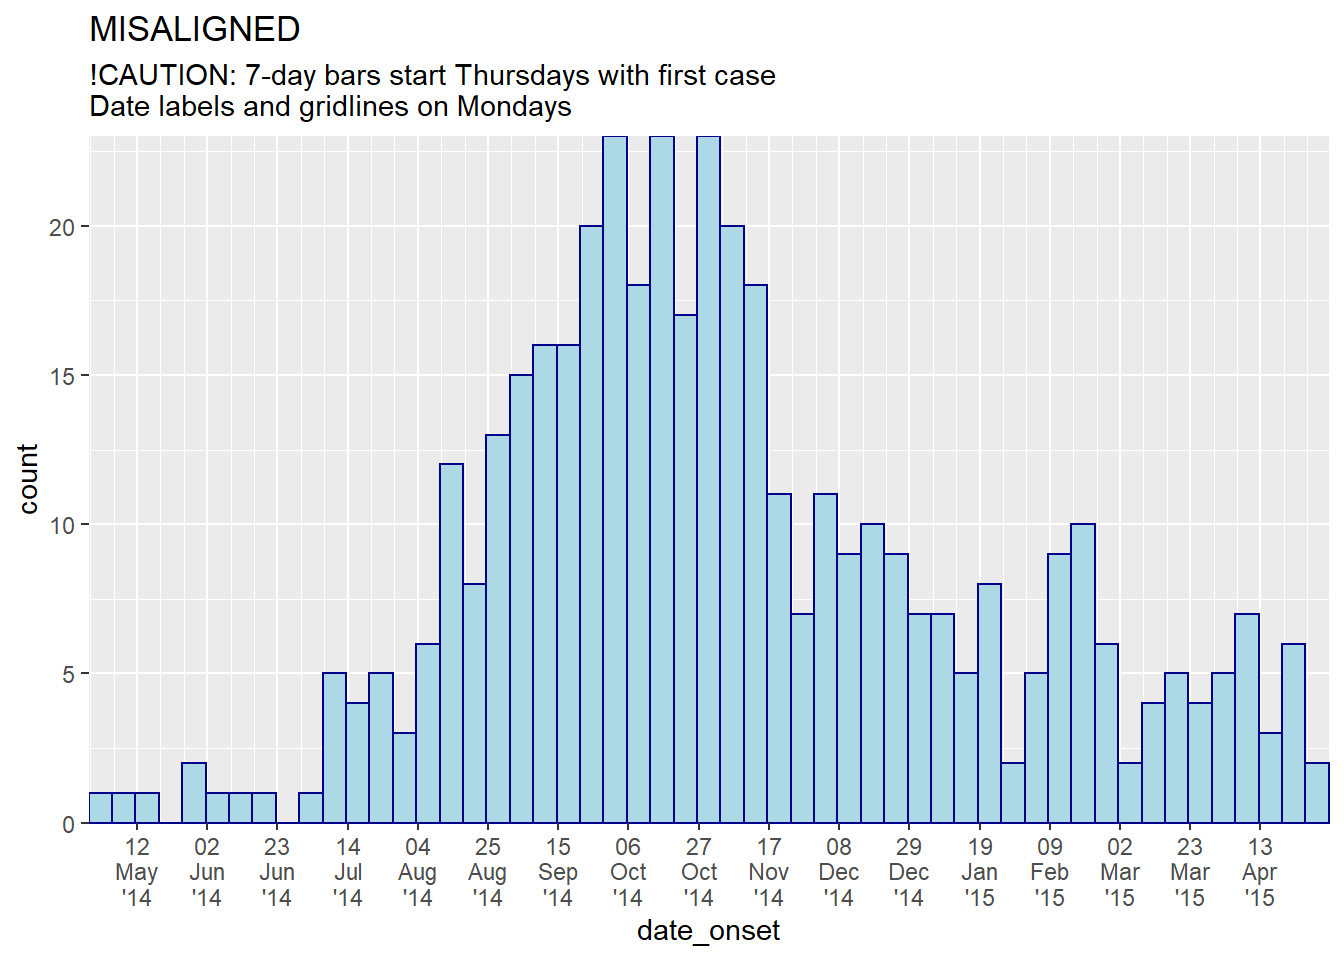 MISALIGNED
!CAUTION: 7-day bars start Thursdays with first case
Date labels and gridlines on Mondays
count
20
15
10
5
0
12 02 23 14 04 25 15 06 27 17 08 29 19 09 02 23 13
May Jun Jun Jul Aug Aug Sep Oct Oct Nov Dec Dec Jan Feb Mar Mar Apr
'14 '14 '14 '14 '14 '14 '14 '14 '14 '14 '14 '14 '15 '15 '15 '15 '15
date_onset